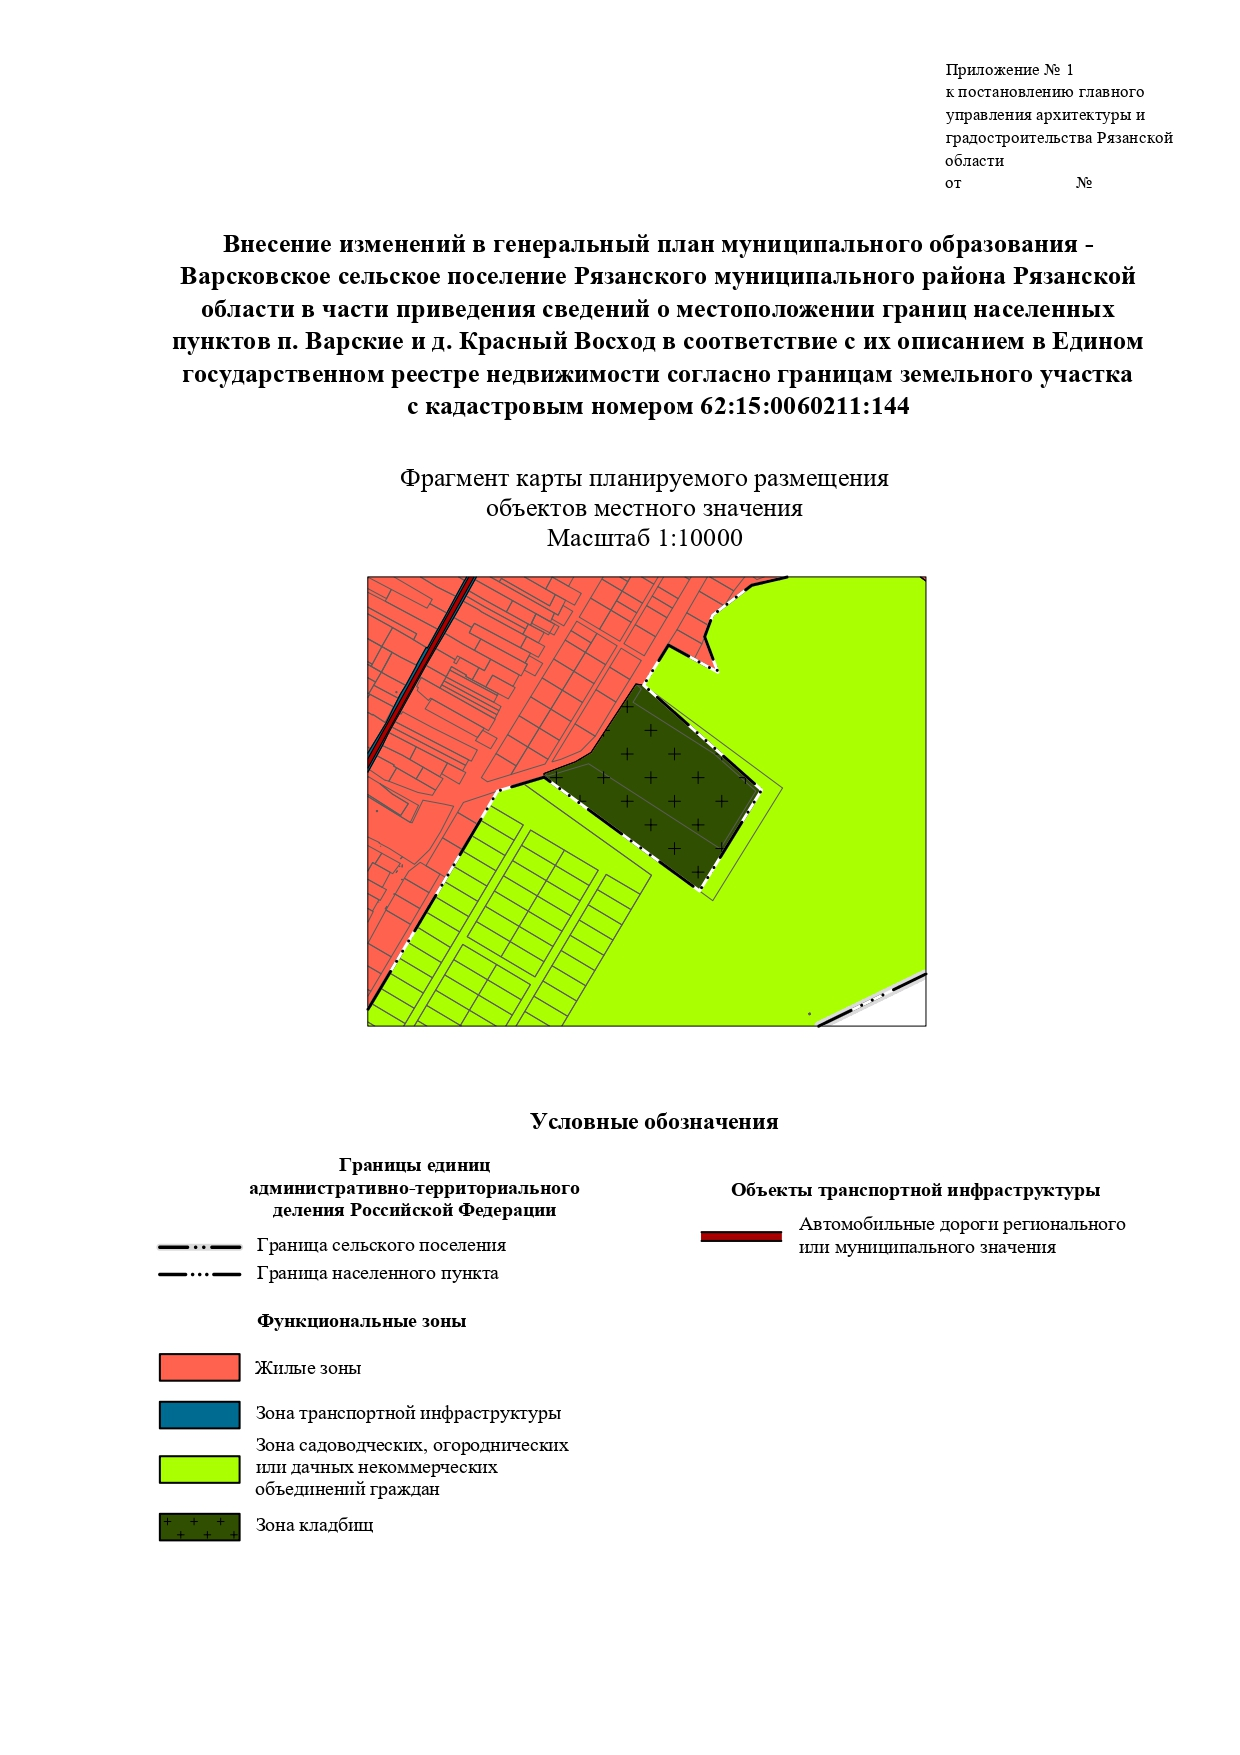 Приложение № 1
к постановлению главного
управления архитектуры и
градостроительства Рязанской
области
от №
Внесение изменений в генеральный план муниципального образования -
Варсковское сельское поселение Рязанского муниципального района Рязанской
области в части приведения сведений о местоположении границ населенных
пунктов п. Варские и д. Красный Восход в соответствие с их описанием в Едином
государственном реестре недвижимости согласно границам земельного участка
с кадастровым номером 62:15:0060211:144
Фрагмент карты планируемого размещения
объектов местного значения
Масштаб 1:10000
Условные обозначения
Границы единиц
административно-территориального
деления Российской Федерации
Граница сельского поселения
Граница населенного пункта
Функциональные зоны
Жилые зоны
Зона транспортной инфраструктуры
Зона садоводческих, огороднических
или дачных некоммерческих
объединений граждан
Зона кладбищ
Объекты транспортной инфраструктуры
Автомобильные дороги регионального
или муниципального значения